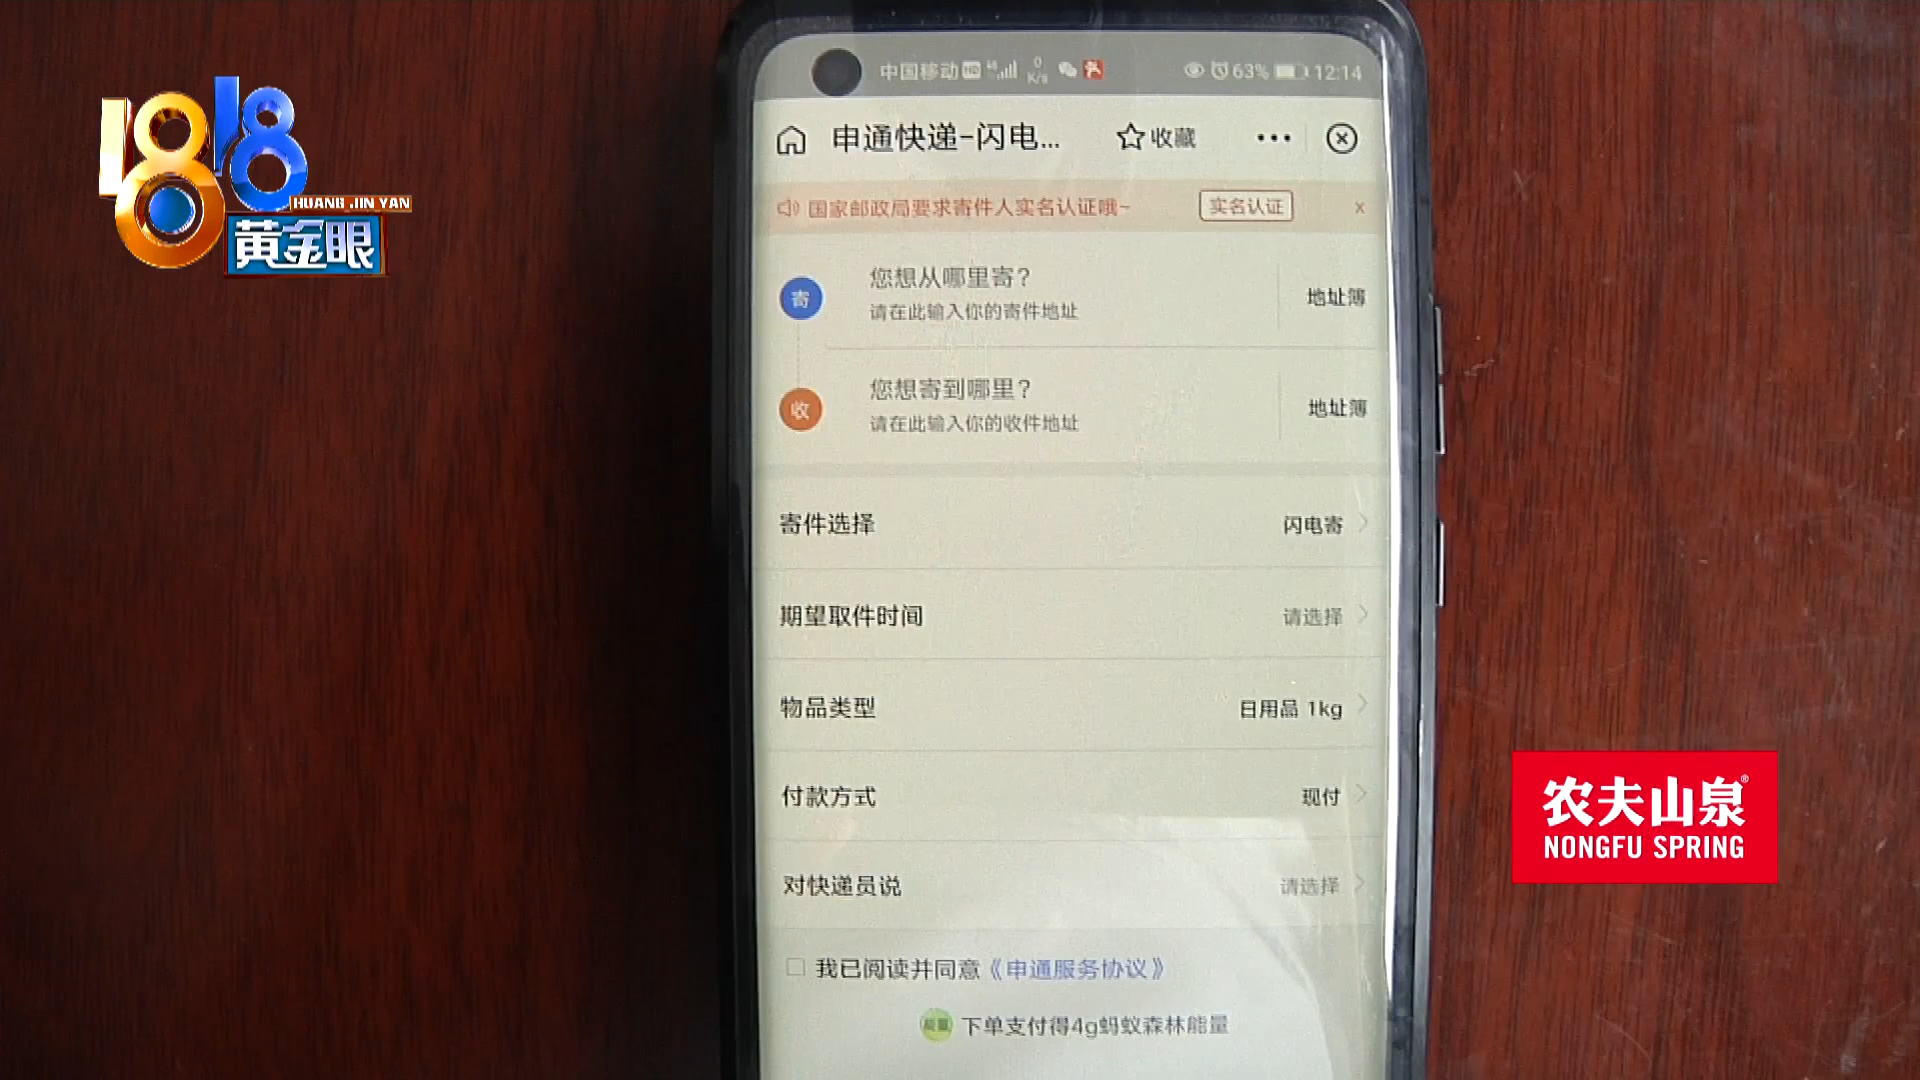 1818
HUANG JIN YAN
黄金眼
中国移动 HD 46 0 K/s 63% 12:14
申通快递-闪电... 收藏
国家邮政局要求寄件人实名认证哦~ 实名认证 x
寄
您想从哪里寄？
请在此输入你的寄件地址
地址簿
收
您想寄到哪里？
请在此输入你的收件地址
地址簿
寄件选择 闪电寄
期望取件时间 请选择
物品类型 日用品 1kg
付款方式 现付
对快递员说 请选择
我已阅读并同意《申通服务协议》
能量 下单支付得4g蚂蚁森林能量
农夫山泉®
NONGFU SPRING